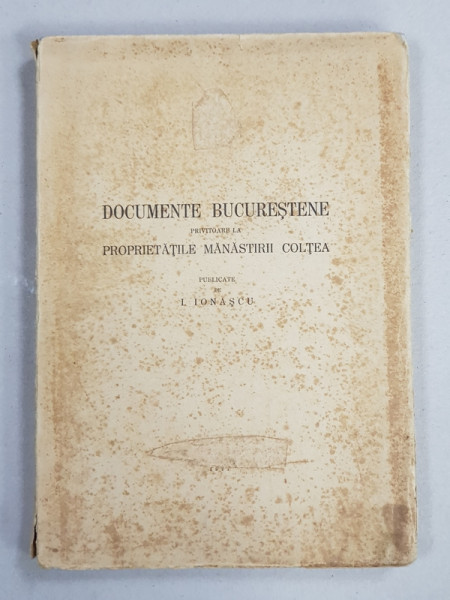 DOCUMENTE BUCUREȘTENE
PRIVITOARE LA
PROPRIETĂȚILE MĂNĂSTIRII COLȚEA
PUBLICATE
DE
I. IONAȘCU